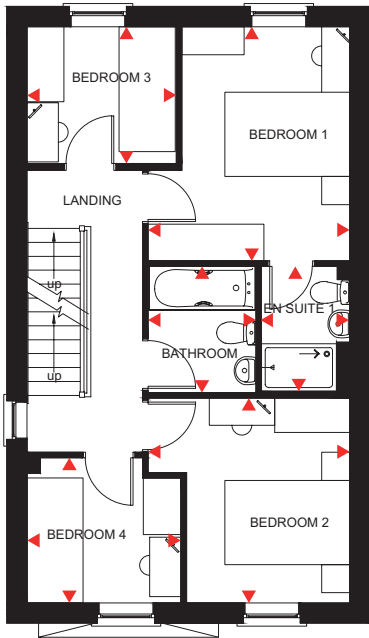 BEDROOM 3
BEDROOM 1
LANDING
up
EN SUITE 1
BATHROOM
up
BEDROOM 2
BEDROOM 4